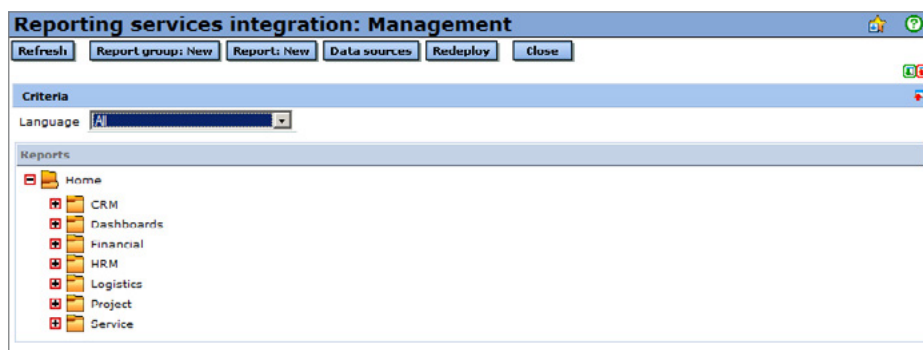 Reporting services integration: Management
Refresh Report group: New Report: New Data sources Redeploy Close
Criteria
Language All
Reports
Home
CRM
Dashboards
Financial
HRM
Logistics
Project
Service